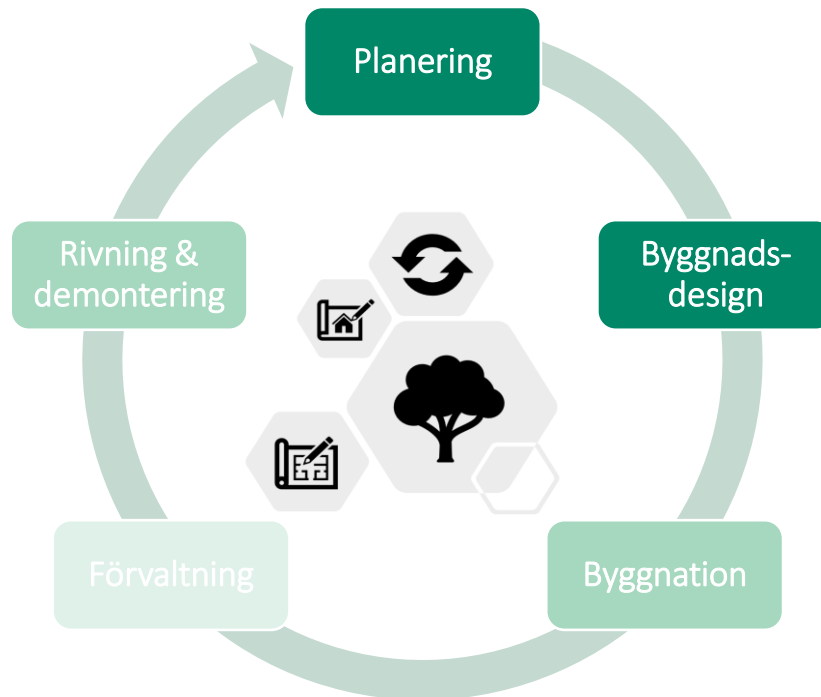 Planering
Byggnads-
design
Byggnation
Förvaltning
Rivning &
demontering